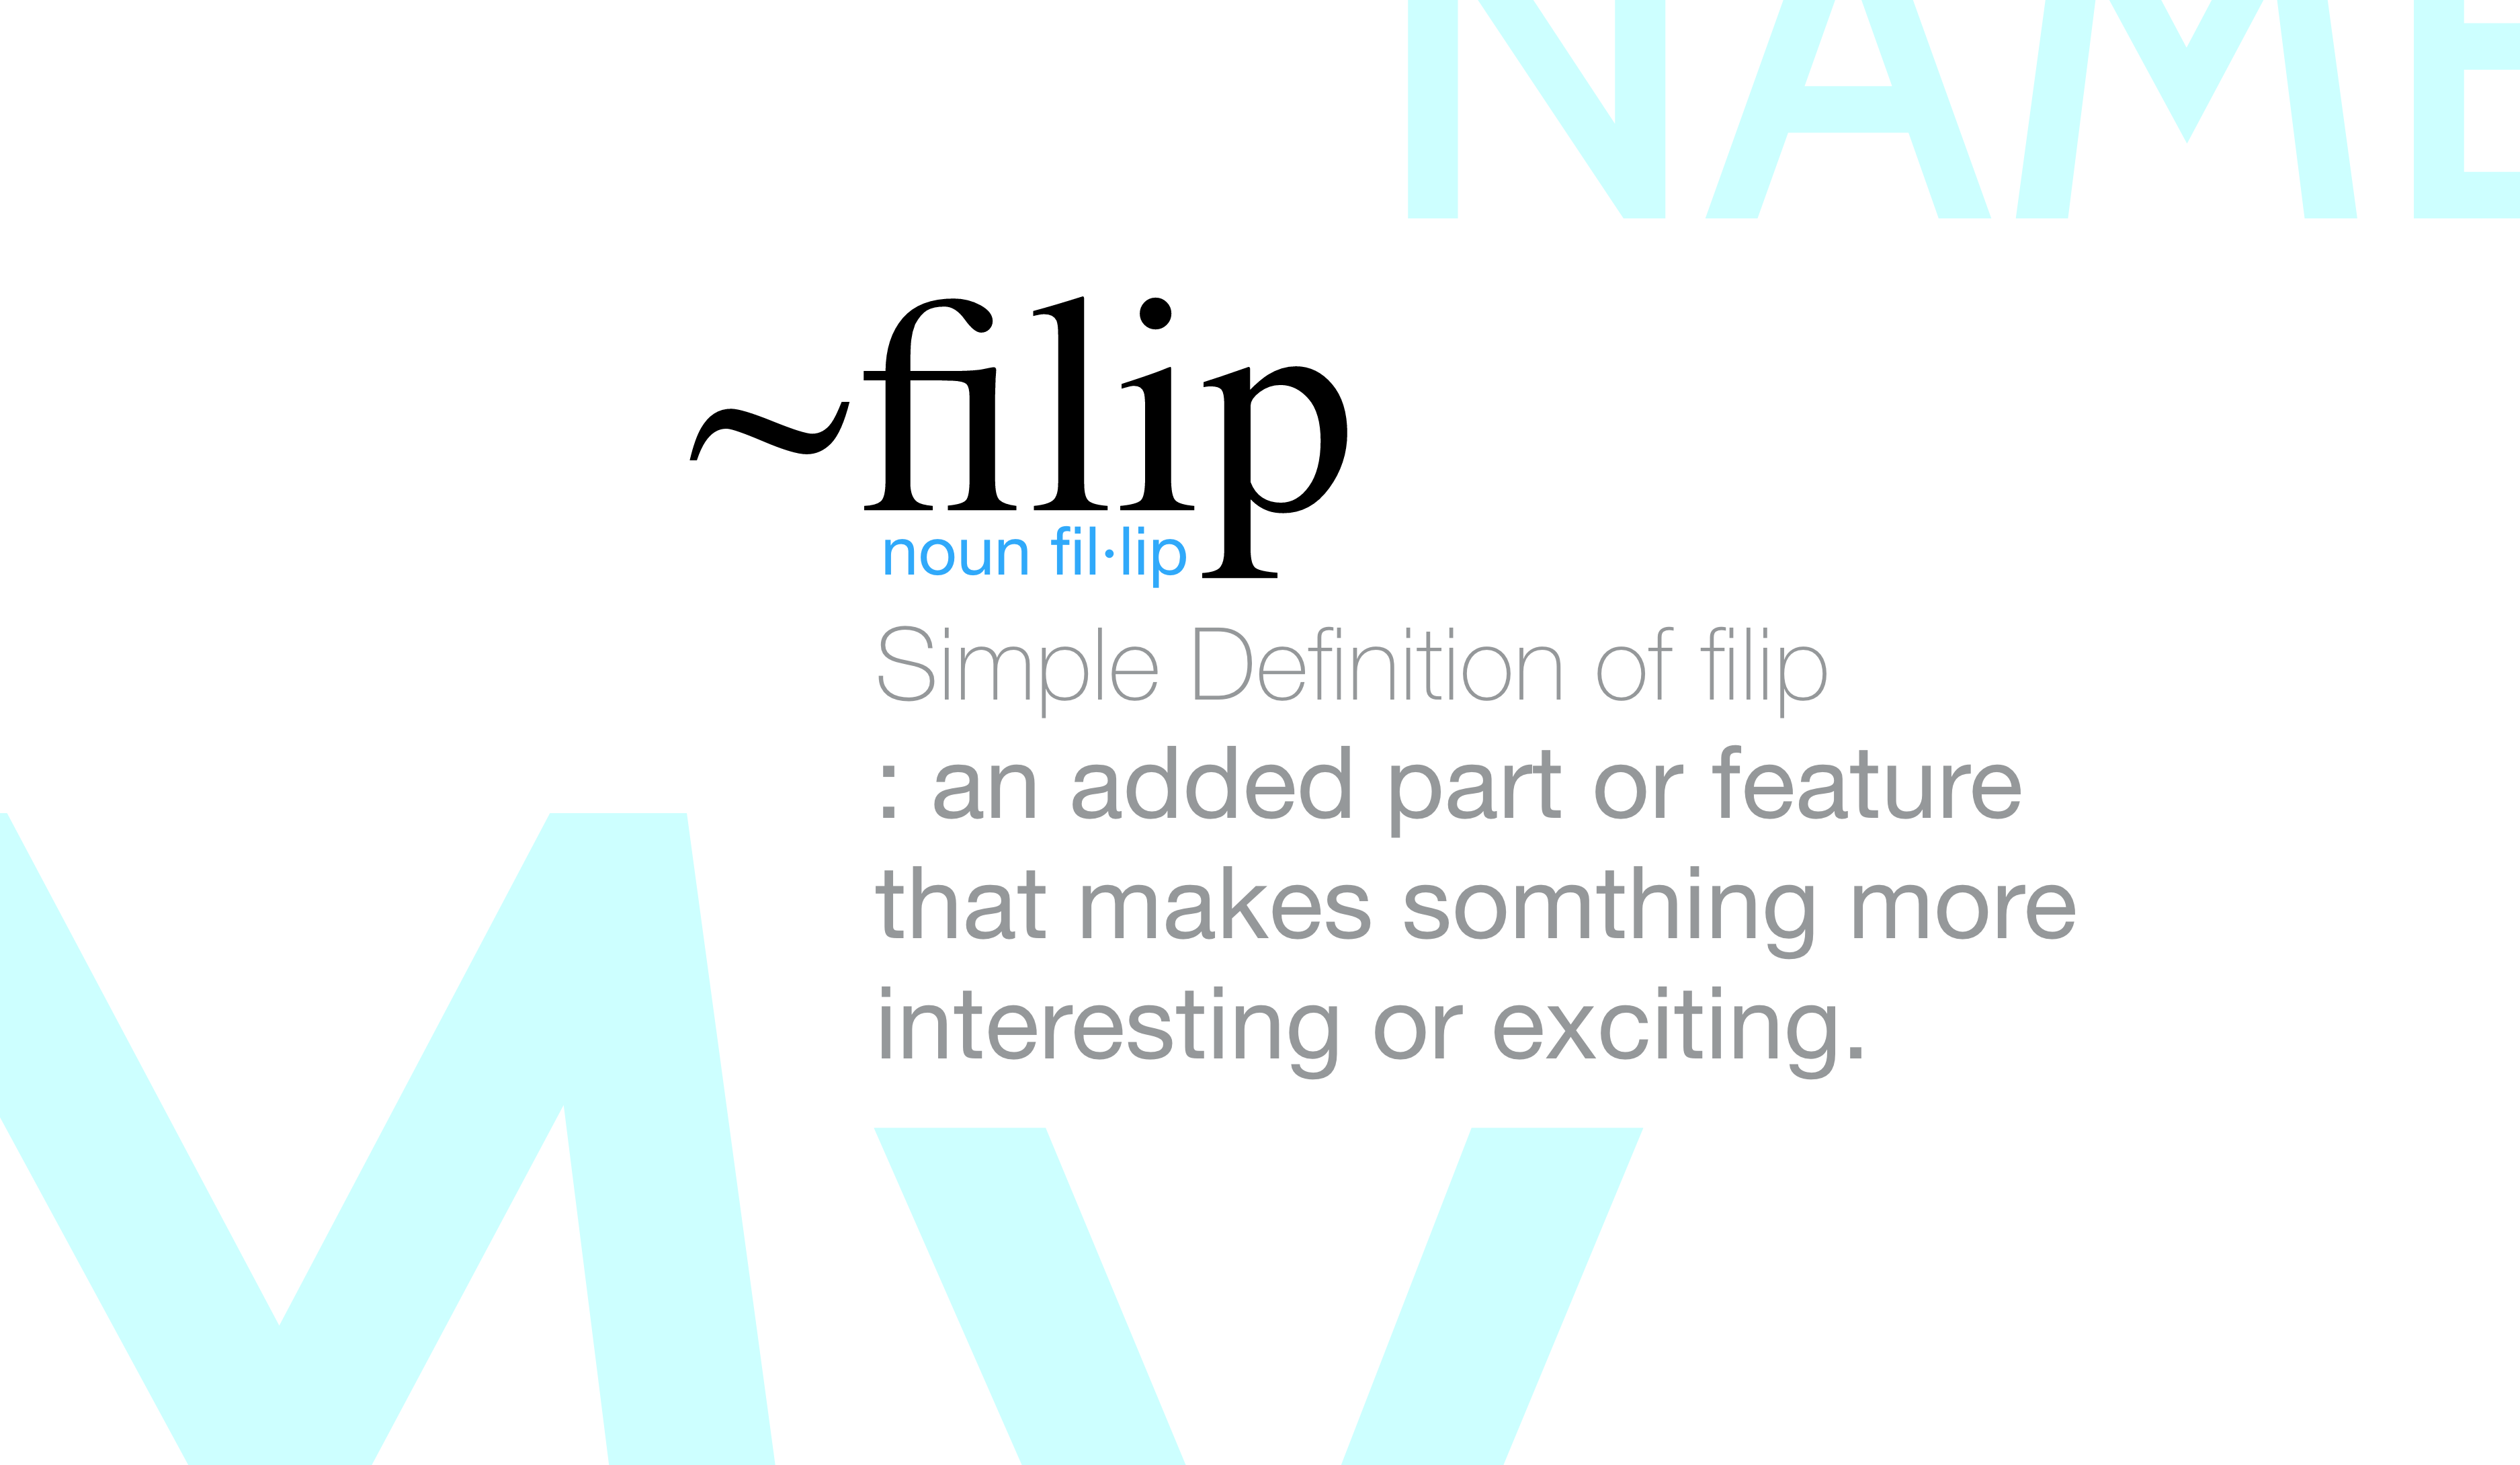 NAME
~filip
noun fil·lip
Simple Definition of filip
: an added part or feature
that makes somthing more
interesting or exciting.
MY